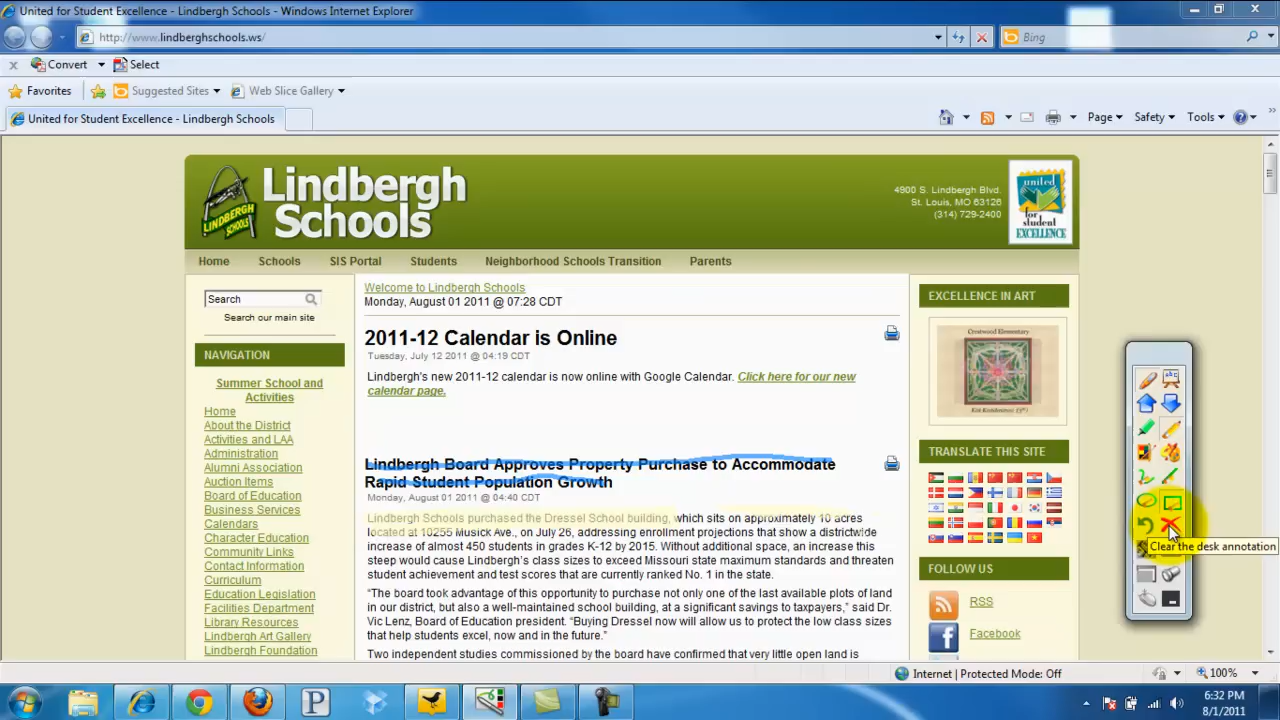 United for Student Excellence - Lindbergh Schools - Windows Internet Explorer
http://www.lindberghschools.ws/
Bing
x Convert Select
Favorites Suggested Sites Web Slice Gallery
United for Student Excellence - Lindbergh Schools
Page Safety Tools
Lindbergh
Schools
LINDBERGH
SCHOOLS
4900 S. Lindbergh Blvd.
St. Louis, MO 63126
(314) 729-2400
united
for
student
EXCELLENCE
Home Schools SIS Portal Students Neighborhood Schools Transition Parents
Search
Search our main site
NAVIGATION
Summer School and
Activities
Home
About the District
Activities and LAA
Administration
Alumni Association
Auction Items
Board of Education
Business Services
Calendars
Character Education
Community Links
Contact Information
Curriculum
Education Legislation
Facilities Department
Library Resources
Lindbergh Art Gallery
Lindbergh Foundation
Welcome to Lindbergh Schools
Monday, August 01 2011 @ 07:28 CDT
2011-12 Calendar is Online
Tuesday, July 12 2011 @ 04:19 CDT
Lindbergh's new 2011-12 calendar is now online with Google Calendar. Click here for our new
calendar page.
Lindbergh Board Approves Property Purchase to Accommodate
Rapid Student Population Growth
Monday, August 01 2011 @ 04:40 CDT
Lindbergh Schools purchased the Dressel School building, which sits on approximately 10 acres
located at 10255 Musick Ave., on July 26, addressing enrollment projections that show a districtwide
increase of almost 450 students in grades K-12 by 2015. Without additional space, an increase this
steep would cause Lindbergh's class sizes to exceed Missouri state maximum standards and threaten
student achievement and test scores that are currently ranked No. 1 in the state.
“The board took advantage of this opportunity to purchase not only one of the last available plots of land
in our district, but also a well-maintained school building, at a significant savings to taxpayers,” said Dr.
Vic Lenz, Board of Education president. “Buying Dressel now will allow us to protect the low class sizes
that help students excel, now and in the future.”
Two independent studies commissioned by the board have confirmed that very little open land is
EXCELLENCE IN ART
Crestwood Elementary
TRANSLATE THIS SITE
FOLLOW US
RSS
Facebook
Clear the desk annotation
Internet | Protected Mode: Off
100%
6:32 PM
8/1/2011